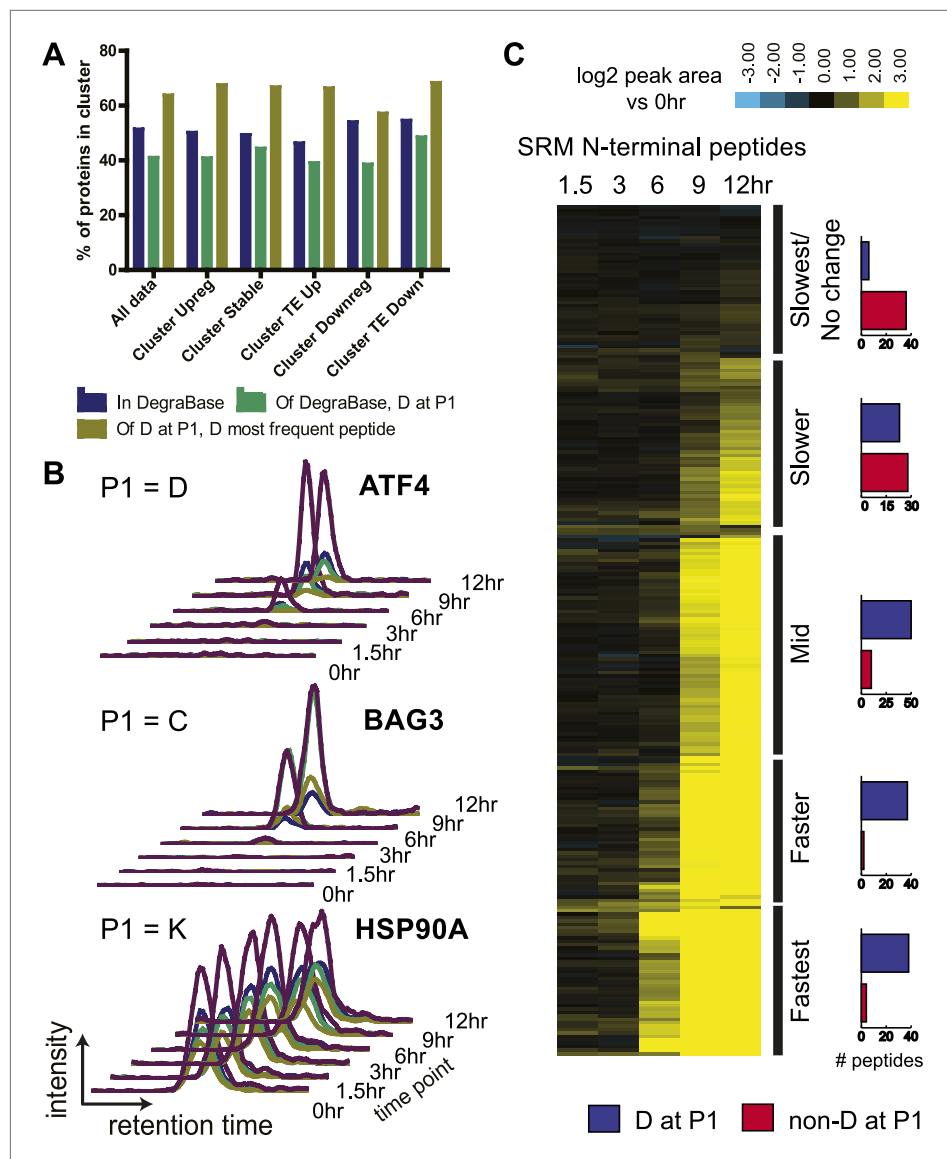 A
% of proteins in cluster
80
60
40
20
0
All data
Cluster Upreg
Cluster Stable
Cluster TE Up
Cluster Downreg
Cluster TE Down
In DegraBase
Of DegraBase, D at P1
Of D at P1, D most frequent peptide
B
P1 = D
ATF4
12hr
9hr
6hr
3hr
1.5hr
0hr
P1 = C
BAG3
12hr
9hr
6hr
3hr
1.5hr
0hr
P1 = K
HSP90A
12hr
9hr
6hr
3hr
1.5hr
0hr
time point
intensity
retention time
C
log2 peak area
vs 0hr
-3.00
-2.00
-1.00
0.00
1.00
2.00
3.00
SRM N-terminal peptides
1.5 3 6 9 12hr
Slowest/
No change
0 20 40
Slower
0 15 30
Mid
0 25 50
Faster
0 20 40
Fastest
0 20 40
# peptides
D at P1
non-D at P1